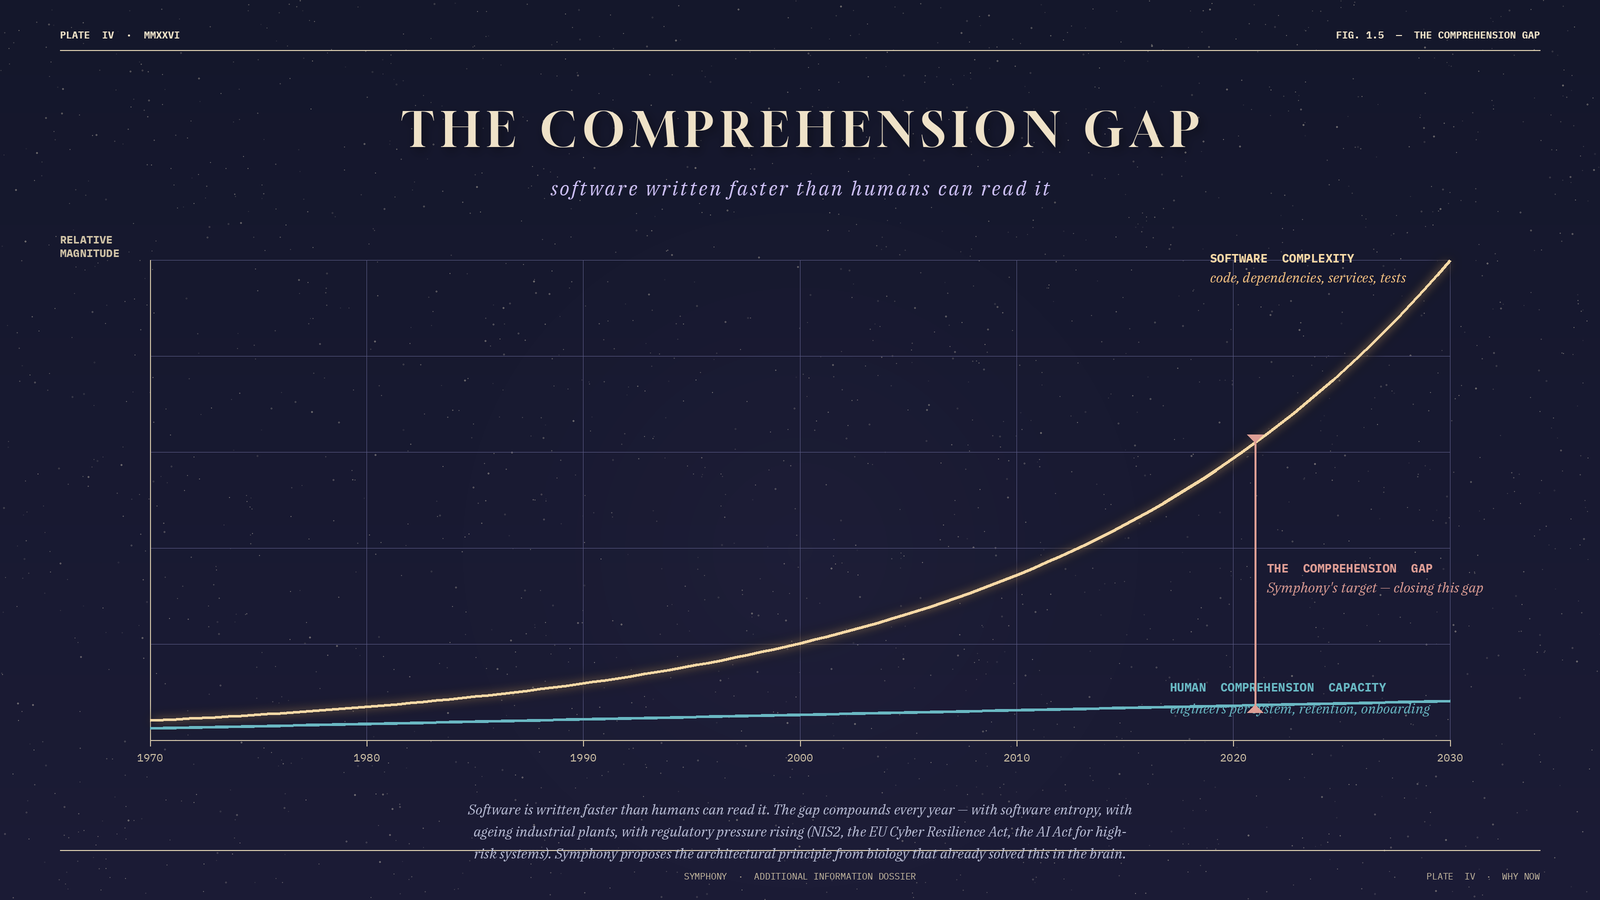 PLATE IV · MMXXVI
FIG. 1.5 — THE COMPREHENSION GAP
THE COMPREHENSION GAP
software written faster than humans can read it
RELATIVE
MAGNITUDE
SOFTWARE COMPLEXITY
code, dependencies, services, tests
THE COMPREHENSION GAP
Symphony's target — closing this gap
HUMAN COMPREHENSION CAPACITY
engineers per system, retention, onboarding
1970 1980 1990 2000 2010 2020 2030
Software is written faster than humans can read it. The gap compounds every year — with software entropy, with
ageing industrial plants, with regulatory pressure rising (NIS2, the EU Cyber Resilience Act, the AI Act for high-
risk systems). Symphony proposes the architectural principle from biology that already solved this in the brain.
SYMPHONY · ADDITIONAL INFORMATION DOSSIER
PLATE IV · WHY NOW